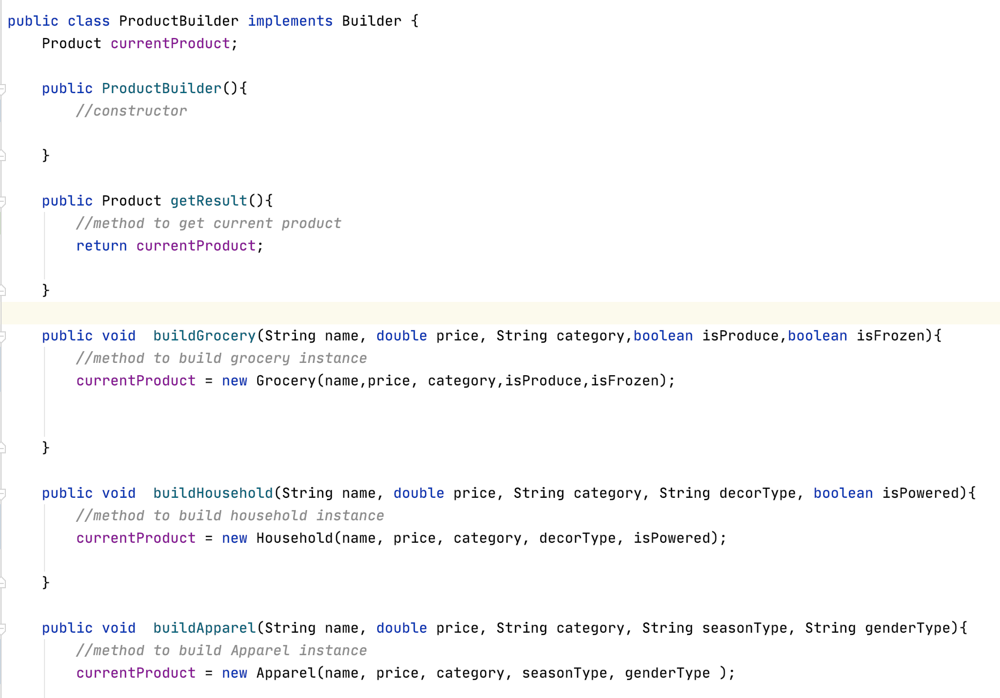 public class ProductBuilder implements Builder {
    Product currentProduct;
    public ProductBuilder(){
        //constructor
    }
    public Product getResult(){
        //method to get current product
        return currentProduct;
    }
    public void  buildGrocery(String name, double price, String category,boolean isProduce,boolean isFrozen){
        //method to build grocery instance
        currentProduct = new Grocery(name,price, category,isProduce,isFrozen);
    }
    public void  buildHousehold(String name, double price, String category, String decorType, boolean isPowered){
        //method to build household instance
        currentProduct = new Household(name, price, category, decorType, isPowered);
    }
    public void  buildApparel(String name, double price, String category, String seasonType, String genderType){
        //method to build Apparel instance
        currentProduct = new Apparel(name, price, category, seasonType, genderType );